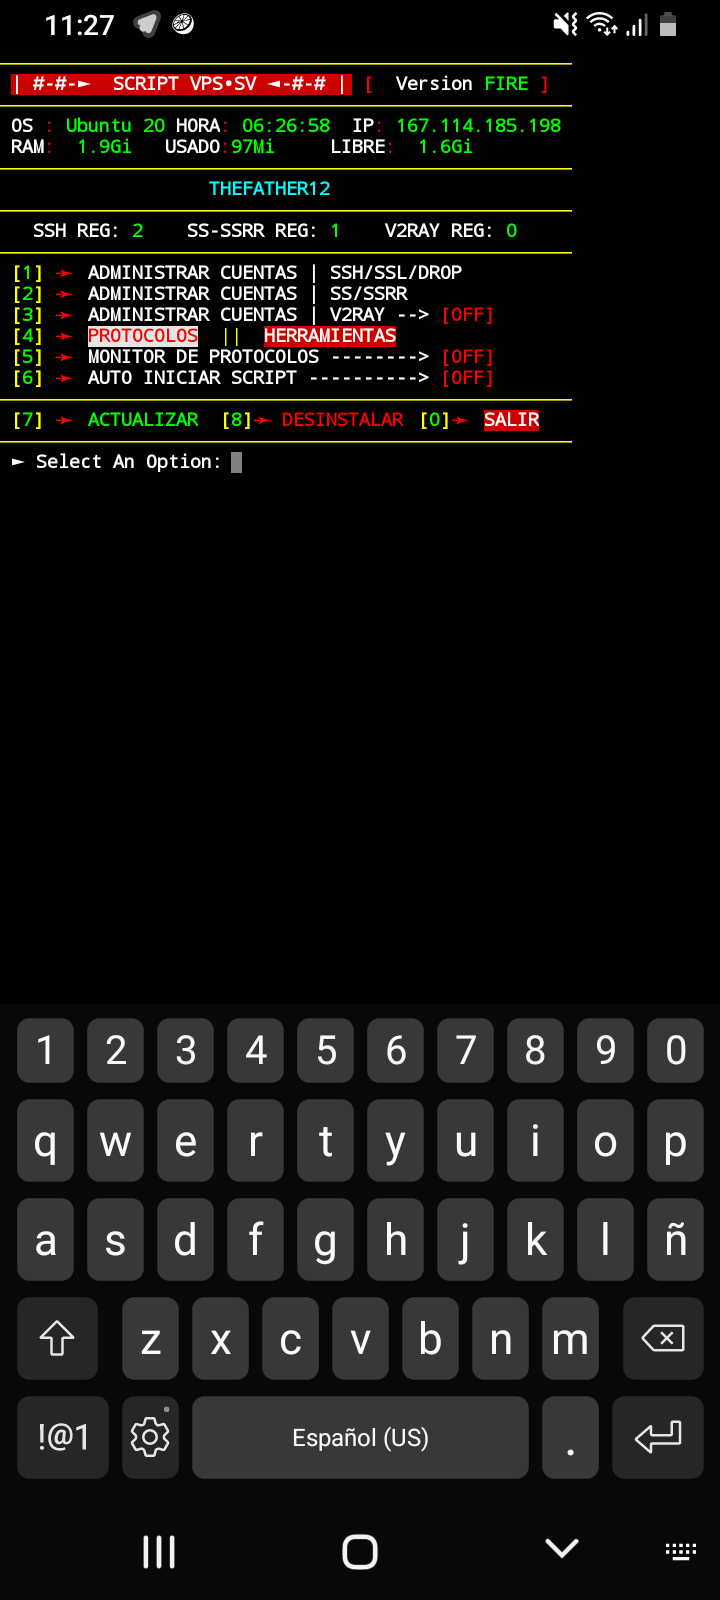 11:27
| #-#-► SCRIPT VPS•SV ◄-#-# | [ Version FIRE ]
OS : Ubuntu 20 HORA: 06:26:58 IP: 167.114.185.198
RAM: 1.9Gi USADO:97Mi LIBRE: 1.6Gi
THEFATHER12
SSH REG: 2 SS-SSRR REG: 1 V2RAY REG: 0
[1] ➛ ADMINISTRAR CUENTAS | SSH/SSL/DROP
[2] ➛ ADMINISTRAR CUENTAS | SS/SSRR
[3] ➛ ADMINISTRAR CUENTAS | V2RAY --> [OFF]
[4] ➛ PROTOCOLOS || HERRAMIENTAS
[5] ➛ MONITOR DE PROTOCOLOS --------> [OFF]
[6] ➛ AUTO INICIAR SCRIPT ----------> [OFF]
[7] ➛ ACTUALIZAR [8]➛ DESINSTALAR [0]➛ SALIR
► Select An Option:
1 2 3 4 5 6 7 8 9 0
q w e r t y u i o p
a s d f g h j k l ñ
z x c v b n m
!@1 Español (US) .